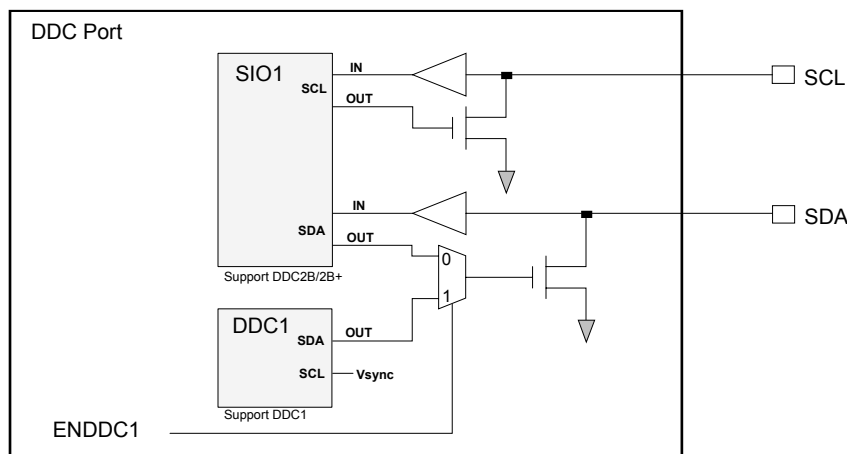 DDC Port
SIO1
SCL
IN
OUT
SCL
IN
SDA
OUT
SDA
Support DDC2B/2B+
0
1
DDC1
SDA
OUT
SCL
Vsync
Support DDC1
ENDDC1